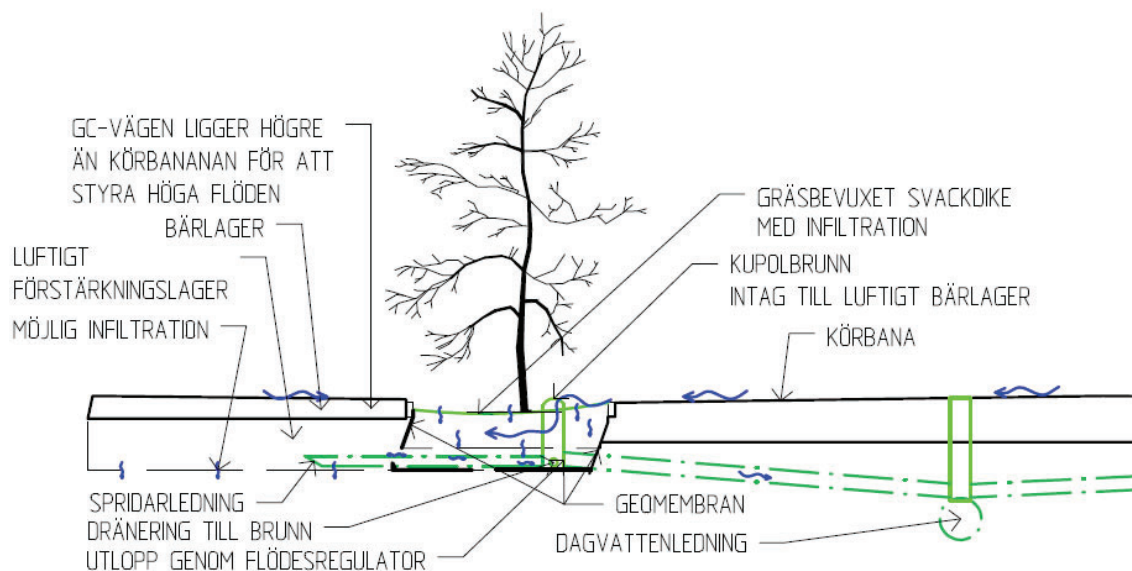 GC-VÄGEN LIGGER HÖGRE
ÄN KÖRBANANAN FÖR ATT
STYRA HÖGA FLÖDEN
BÄRLAGER
LUFTIGT
FÖRSTÄRKNINGSLAGER
MÖJLIG INFILTRATION
GRÄSBEVUXET SVACKDIKE
MED INFILTRATION
KUPOLBRUNN
INTAG TILL LUFTIGT BÄRLAGER
KÖRBANA
SPRIDARLEDNING
DRÄNERING TILL BRUNN
UTLOPP GENOM FLÖDESREGULATOR
GEOMEMBRAN
DAGVATTENLEDNING